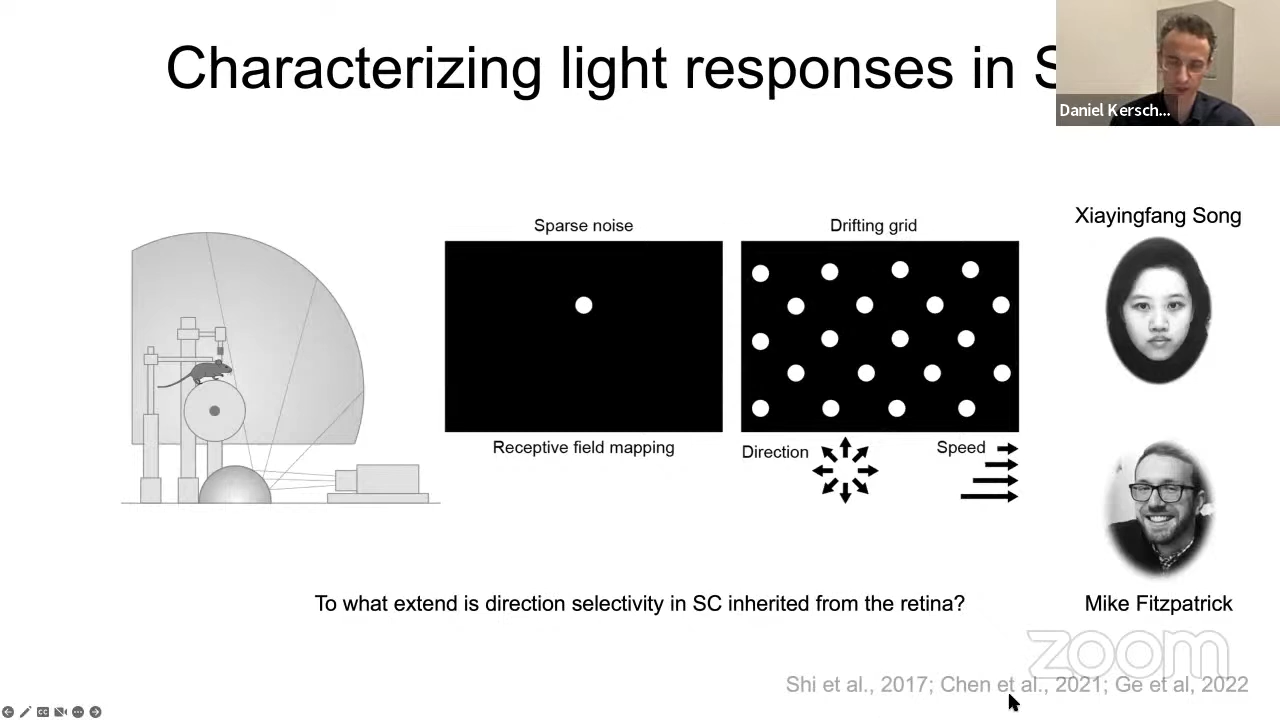 Characterizing light responses in S
Daniel Kersch...
Sparse noise
Drifting grid
Xiayingfang Song
Receptive field mapping
Direction
Speed
To what extend is direction selectivity in SC inherited from the retina?
Mike Fitzpatrick
zoom
Shi et al., 2017; Chen et al., 2021; Ge et al, 2022
CC